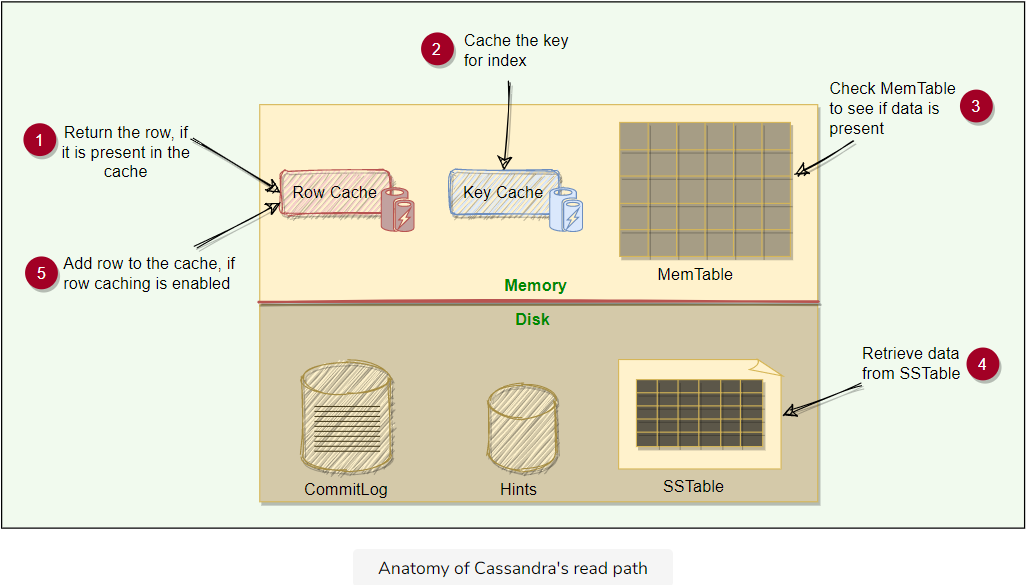 2
Cache the key
for index
Check MemTable
to see if data is
present
3
1
Return the row, if
it is present in the
cache
Row Cache
Key Cache
5
Add row to the cache, if
row caching is enabled
MemTable
Memory
Disk
Retrieve data
from SSTable
4
CommitLog
Hints
SSTable
Anatomy of Cassandra's read path